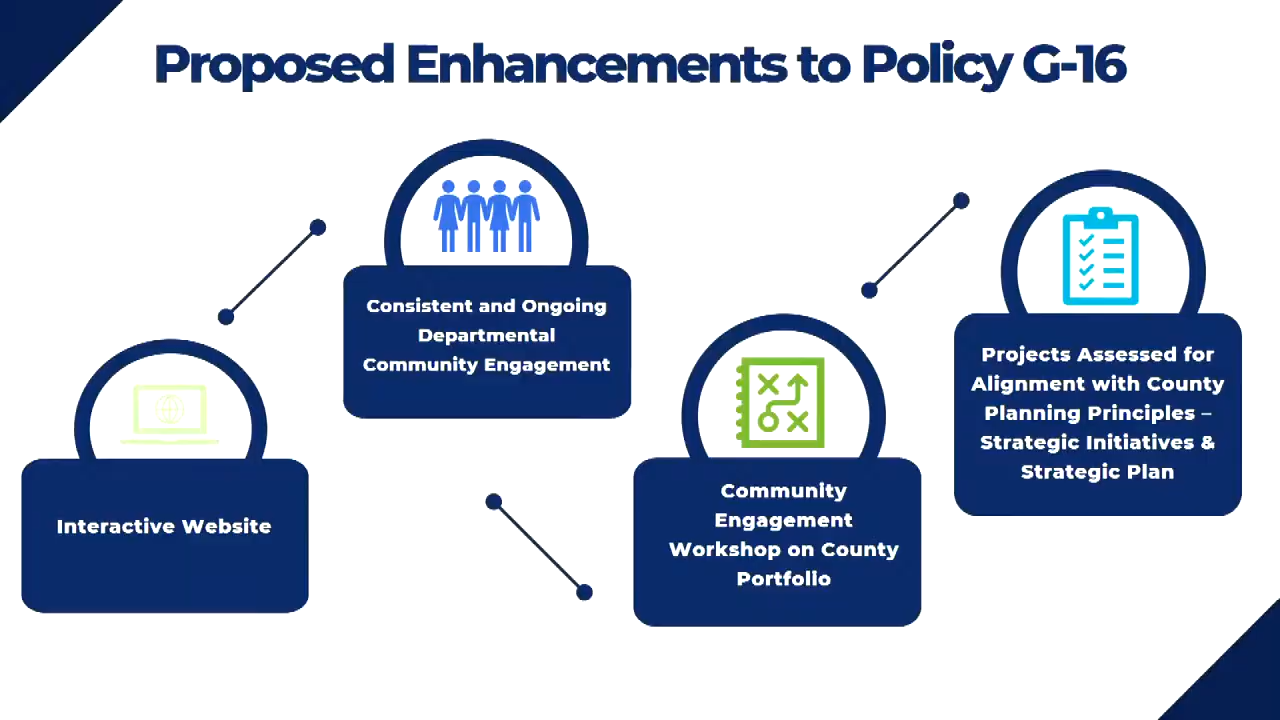 Proposed Enhancements to Policy G-16
Interactive Website
Consistent and Ongoing
Departmental
Community Engagement
Community
Engagement
Workshop on County
Portfolio
Projects Assessed for
Alignment with County
Planning Principles –
Strategic Initiatives &
Strategic Plan